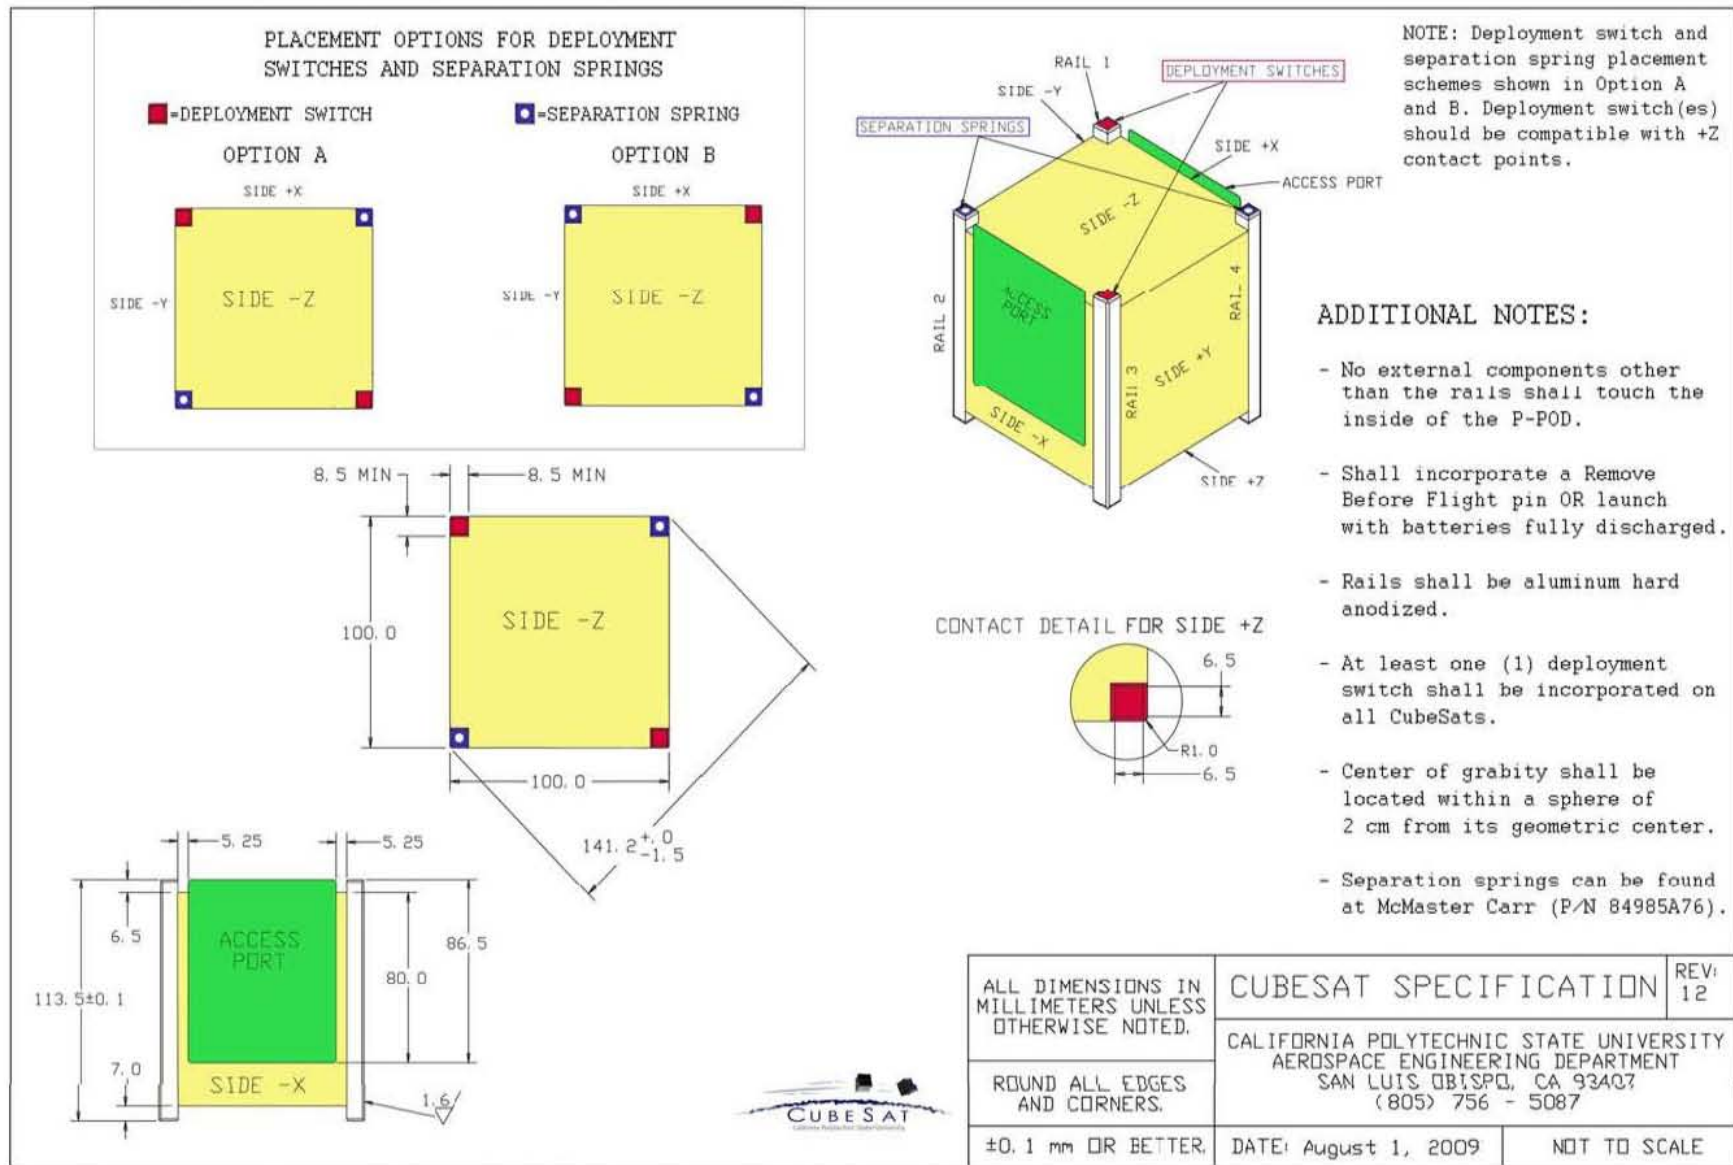 PLACEMENT OPTIONS FOR DEPLOYMENT
SWITCHES AND SEPARATION SPRINGS
=DEPLOYMENT SWITCH
=SEPARATION SPRING
OPTION A
OPTION B
SIDE +X
SIDE +X
SIDE -Y
SIDE -Z
SIDE -Y
SIDE -Z
RAIL 1
DEPLOYMENT SWITCHES
SIDE -Y
SEPARATION SPRINGS
SIDE +X
ACCESS PORT
SIDE -Z
RAIL 2
ACCESS
PORT
RAIL 3
RAIL 4
SIDE +Y
SIDE -X
SIDE +Z
NOTE: Deployment switch and
separation spring placement
schemes shown in Option A
and B. Deployment switch(es)
should be compatible with +Z
contact points.
ADDITIONAL NOTES:
- No external components other
than the rails shall touch the
inside of the P-POD.
- Shall incorporate a Remove
Before Flight pin OR launch
with batteries fully discharged.
- Rails shall be aluminum hard
anodized.
- At least one (1) deployment
switch shall be incorporated on
all CubeSats.
- Center of grabity shall be
located within a sphere of
2 cm from its geometric center.
- Separation springs can be found
at McMaster Carr (P/N 84985A76).
8.5 MIN
8.5 MIN
SIDE -Z
100.0
100.0
141.2 +.0
-1.5
CONTACT DETAIL FOR SIDE +Z
6.5
R1.0
6.5
5.25
5.25
6.5
ACCESS
PORT
86.5
80.0
113.5±0.1
7.0
SIDE -X
1.6
CUBESAT
ALL DIMENSIONS IN
MILLIMETERS UNLESS
OTHERWISE NOTED.
ROUND ALL EDGES
AND CORNERS.
±0.1 mm OR BETTER.
CUBESAT SPECIFICATION
REV:
12
CALIFORNIA POLYTECHNIC STATE UNIVERSITY
AEROSPACE ENGINEERING DEPARTMENT
SAN LUIS OBISPO, CA 93407
(805) 756 - 5087
DATE: August 1, 2009
NOT TO SCALE